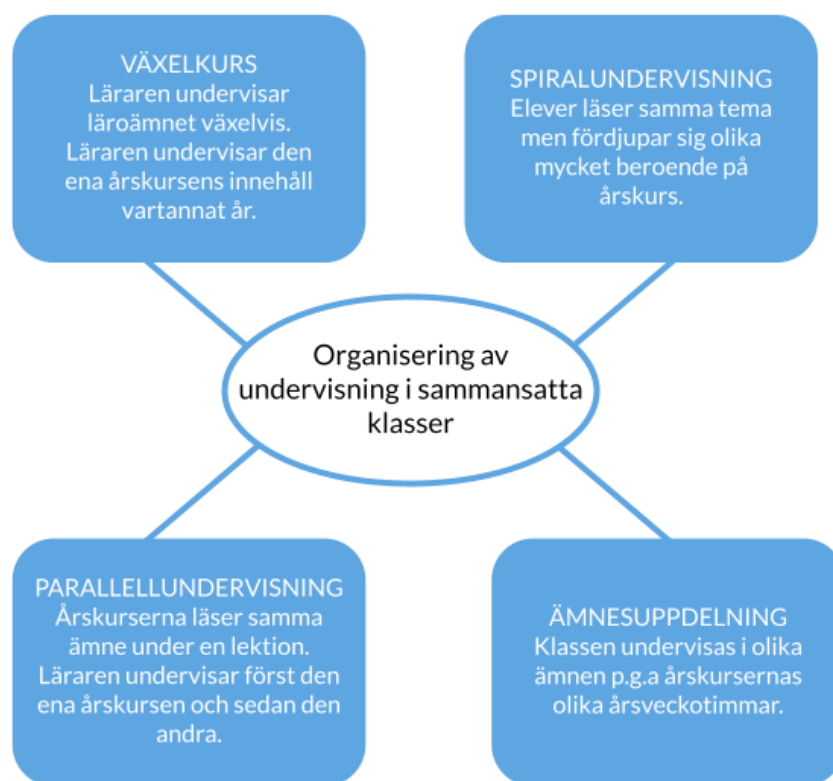 VÄXELKURS
Läraren undervisar
läroämnet växelvis.
Läraren undervisar den
ena årskursens innehåll
vartannat år.
SPIRALUNDERVISNING
Elever läser samma tema
men fördjupar sig olika
mycket beroende på
årskurs.
Organisering av
undervisning i sammansatta
klasser
PARALLELLUNDERVISNING
Årskurserna läser samma
ämne under en lektion.
Läraren undervisar först den
ena årskursen och sedan den
andra.
ÄMNESUPPDELNING
Klassen undervisas i olika
ämnen p.g.a årskursernas
olika årsveckotimmar.